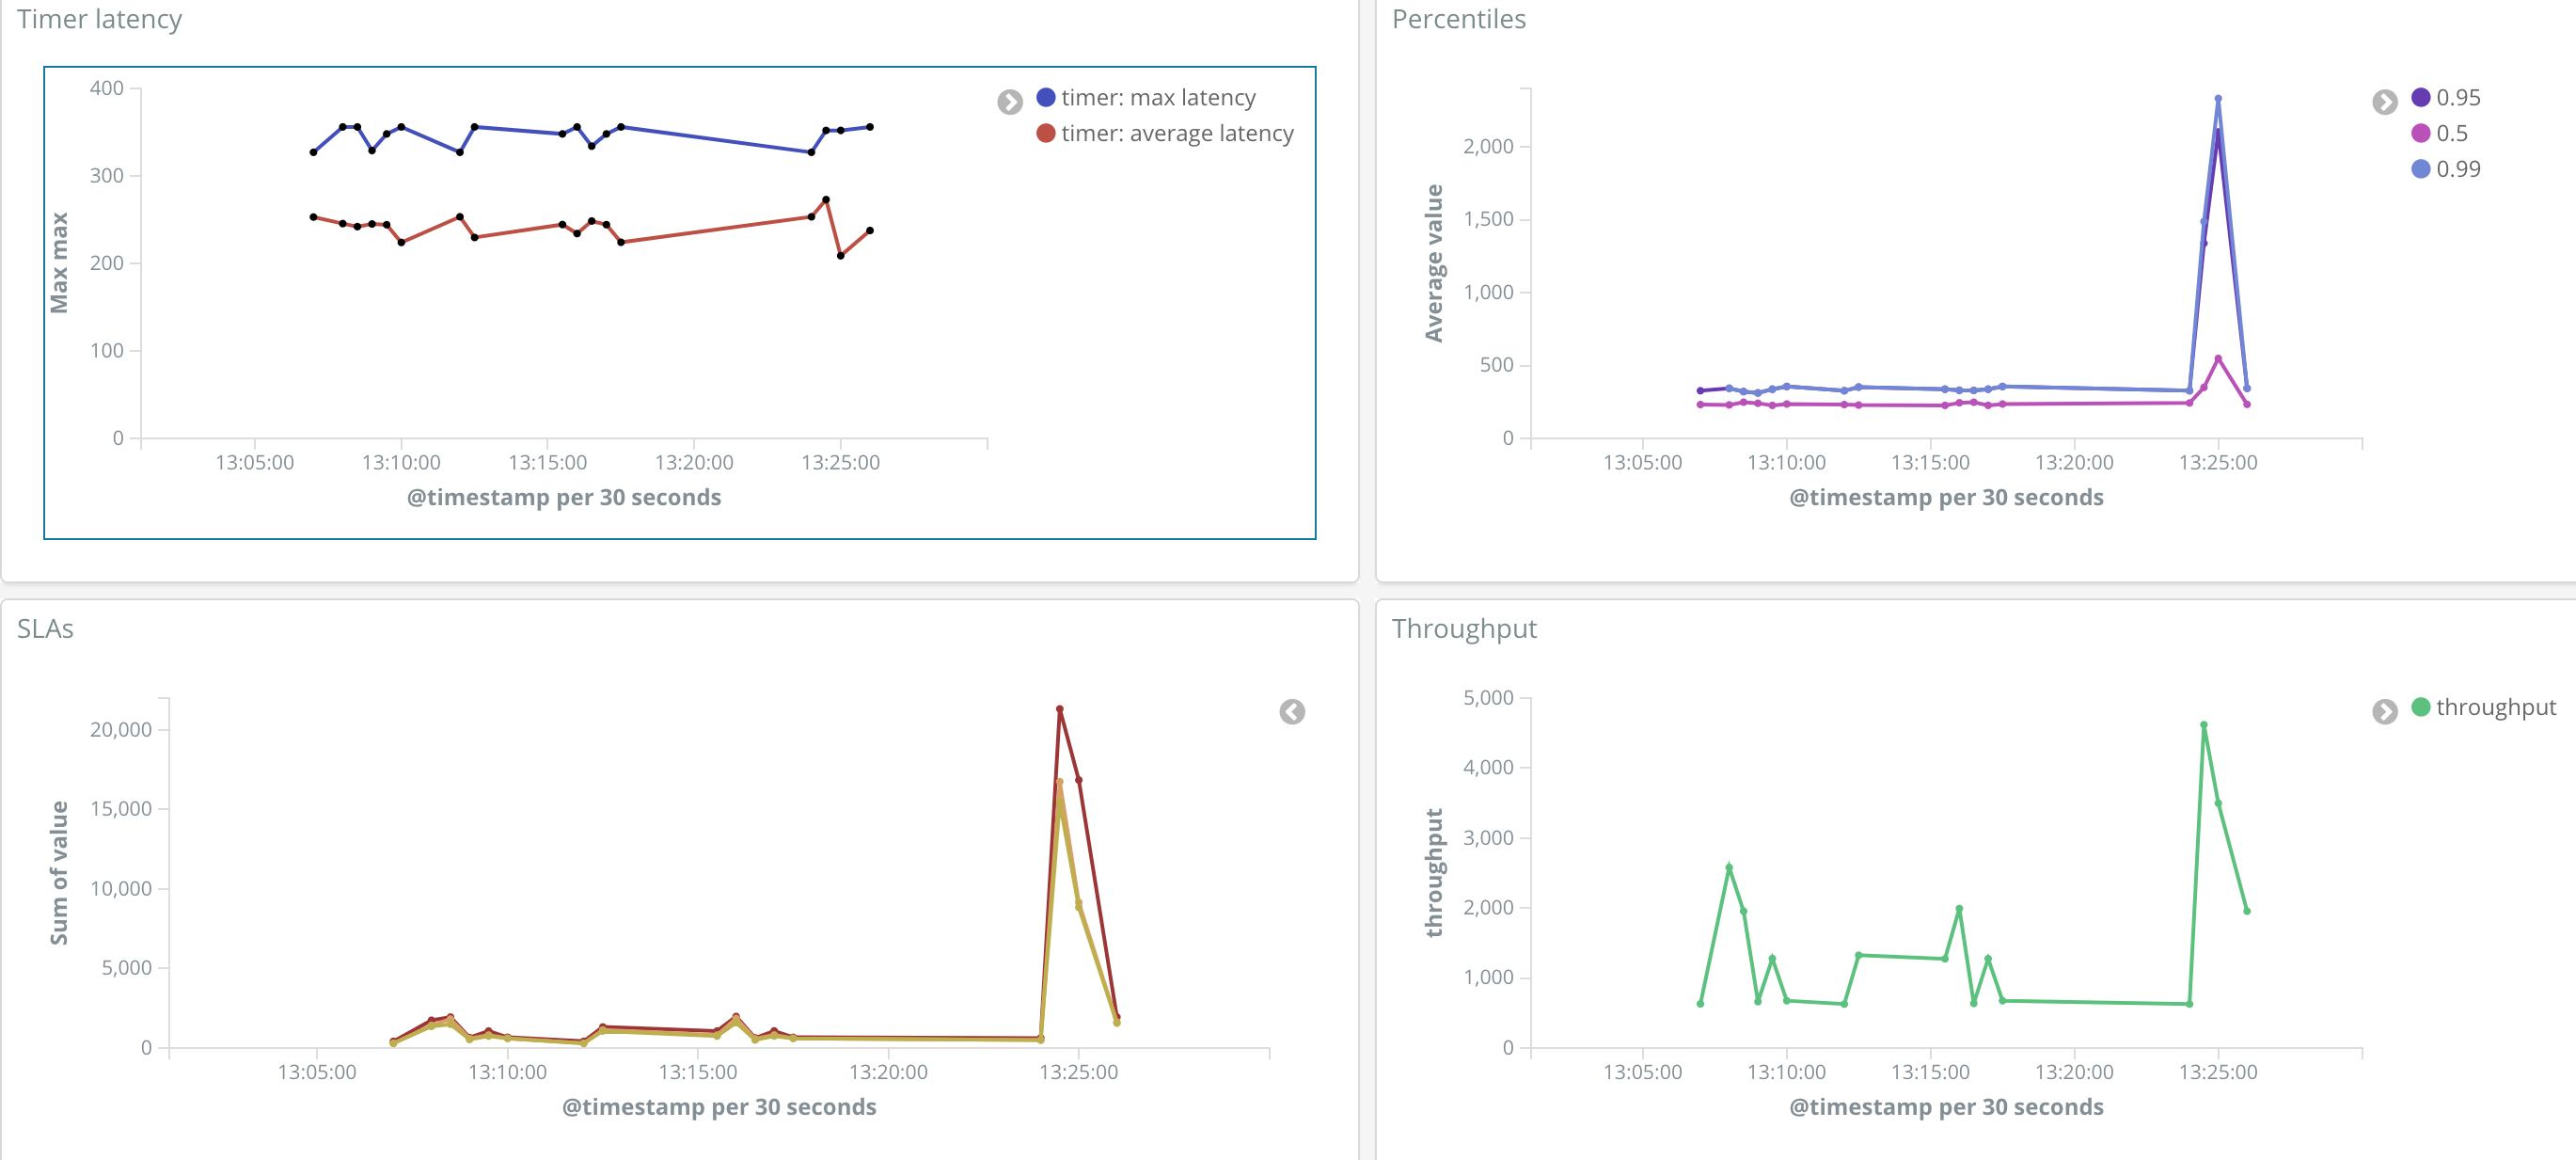 Timer latency
400
300
200
100
0
Max max
13:05:00 13:10:00 13:15:00 13:20:00 13:25:00
@timestamp per 30 seconds
timer: max latency
timer: average latency
Percentiles
2,000
1,500
1,000
500
0
Average value
13:05:00 13:10:00 13:15:00 13:20:00 13:25:00
@timestamp per 30 seconds
0.95
0.5
0.99
SLAs
20,000
15,000
10,000
5,000
0
Sum of value
13:05:00 13:10:00 13:15:00 13:20:00 13:25:00
@timestamp per 30 seconds
Throughput
5,000
4,000
3,000
2,000
1,000
0
throughput
13:05:00 13:10:00 13:15:00 13:20:00 13:25:00
@timestamp per 30 seconds
throughput